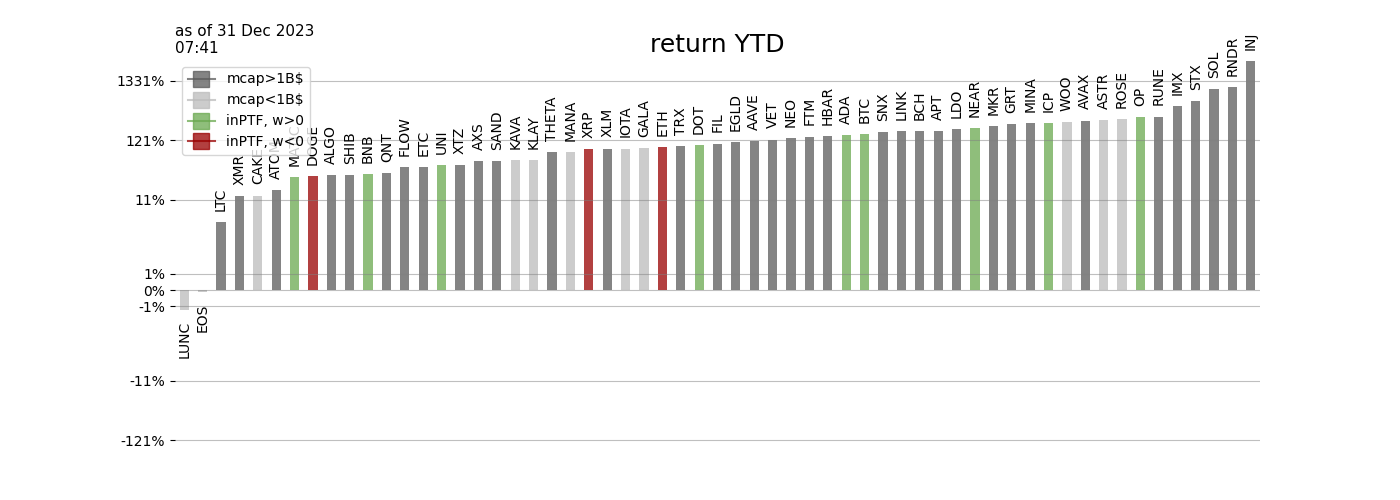 as of 31 Dec 2023
07:41
return YTD
mcap>1B$
mcap<1B$
inPTF, w>0
inPTF, w<0
1331%
121%
11%
1%
0%
-1%
-11%
-121%
LUNC
EOS
LTC
XMR
CAKE
ATOM
MATIC
DOGE
ALGO
SHIB
BNB
QNT
FLOW
ETC
UNI
XTZ
AXS
SAND
KAVA
KLAY
THETA
MANA
XRP
XLM
IOTA
GALA
ETH
TRX
DOT
FIL
EGLD
AAVE
VET
NEO
FTM
HBAR
ADA
BTC
SNX
LINK
BCH
APT
LDO
NEAR
MKR
GRT
MINA
ICP
WOO
AVAX
ASTR
ROSE
OP
RUNE
IMX
STX
SOL
RNDR
INJ